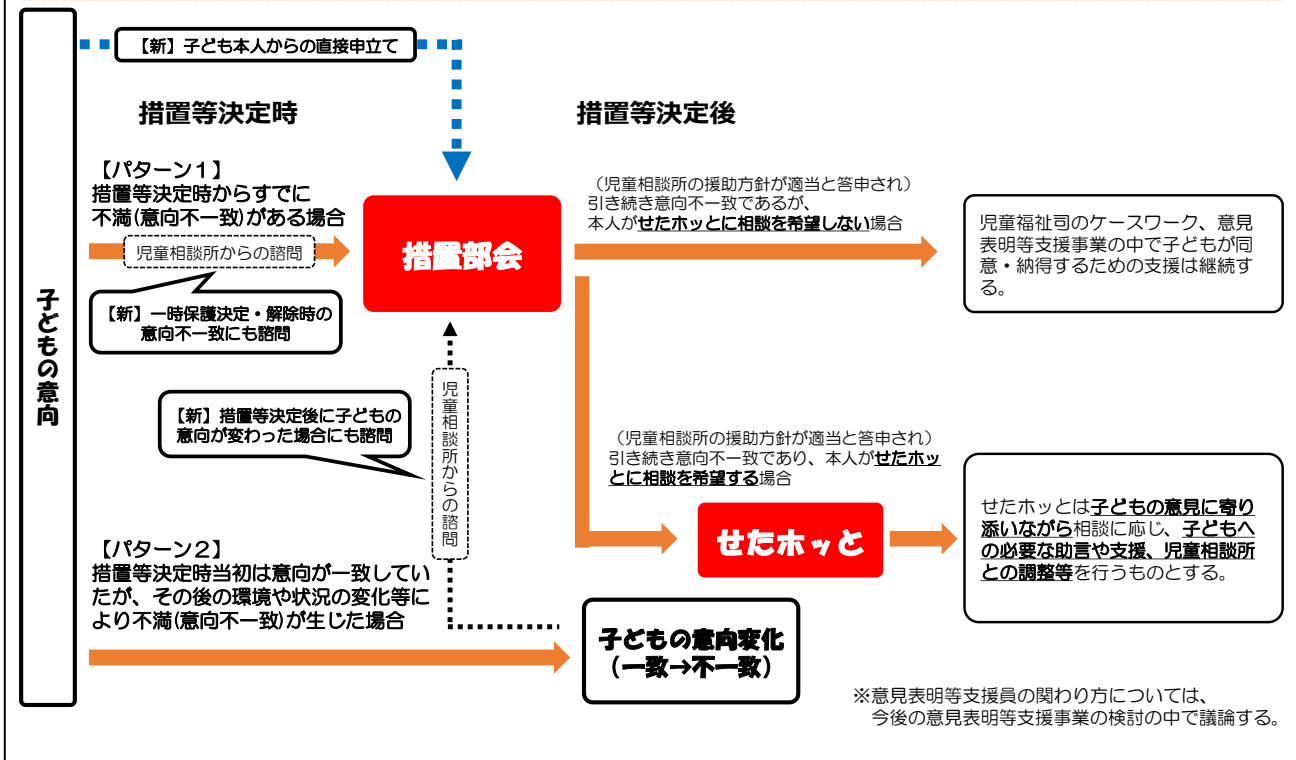 子どもの意向
【新】子ども本人からの直接申立て
措置等決定時
措置等決定後
【パターン１】
措置等決定時からすでに
不満(意向不一致)がある場合
児童相談所からの諮問
【新】一時保護決定・解除時の
意向不一致にも諮問
措置部会
（児童相談所の援助方針が適当と答申され）
引き続き意向不一致であるが、
本人がせたホッとに相談を希望しない場合
児童福祉司のケースワーク、意見
表明等支援事業の中で子どもが同
意・納得するための支援は継続す
る。
【新】措置等決定後に子どもの
意向が変わった場合にも諮問
児童相談所からの諮問
（児童相談所の援助方針が適当と答申され）
引き続き意向不一致であり、本人がせたホッ
とに相談を希望する場合
せたホッと
せたホッとは子どもの意見に寄り
添いながら相談に応じ、子どもへ
の必要な助言や支援、児童相談所
との調整等を行うものとする。
【パターン２】
措置等決定時当初は意向が一致してい
たが、その後の環境や状況の変化等に
より不満(意向不一致)が生じた場合
子どもの意向変化
（一致→不一致）
※意見表明等支援員の関わり方については、
今後の意見表明等支援事業の検討の中で議論する。